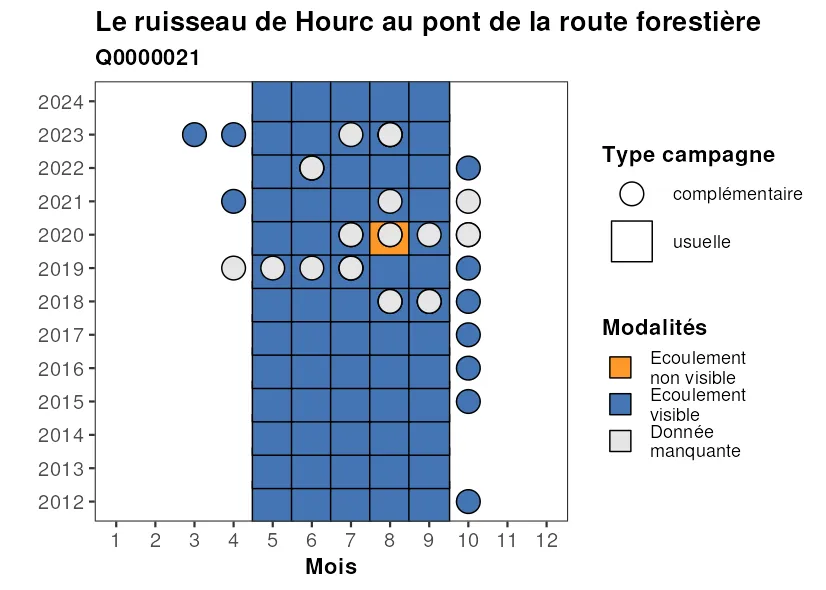 Le ruisseau de Hourc au pont de la route forestière
Q0000021
2024
2023
2022
2021
2020
2019
2018
2017
2016
2015
2014
2013
2012
1 2 3 4 5 6 7 8 9 10 11 12
Mois
Type campagne
complémentaire
usuelle
Modalités
Ecoulement
non visible
Ecoulement
visible
Donnée
manquante